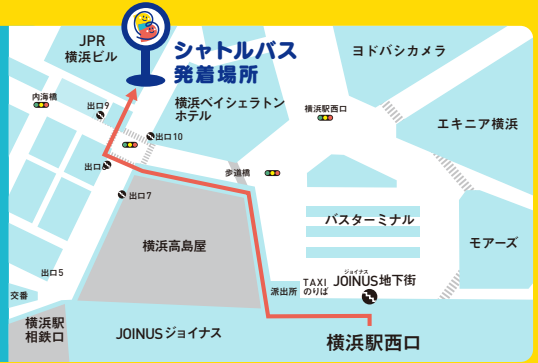 JPR
横浜ビル
シャトルバス
発着場所
ヨドバシカメラ
内海橋
出口9
横浜ベイシェラトン
ホテル
横浜駅西口
エキニア横浜
出口10
出口
歩道橋
出口7
バスターミナル
横浜高島屋
モアーズ
出口5
交番
派出所
TAXI
のりば
ジョイナス
JOINUS地下街
横浜駅
相鉄口
JOINUS ジョイナス
横浜駅西口